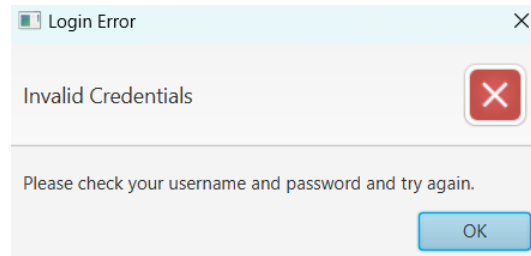 Login Error
Invalid Credentials
Please check your username and password and try again.
OK